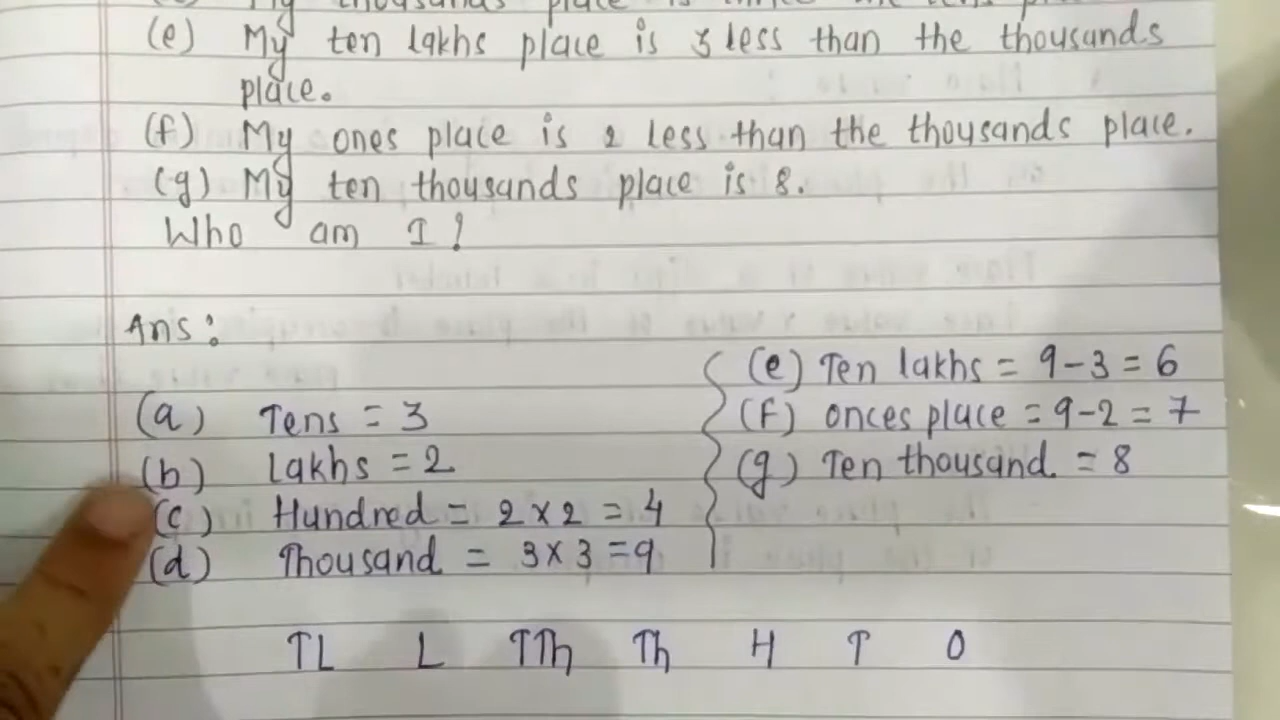 (e) My ten lakhs place is 3 less than the thousands
place.
(f) My ones place is 2 less than the thousands place.
(g) My ten thousands place is 8.
Who am I?
Ans:
(a) Tens = 3
(b) Lakhs = 2
(c) Hundred = 2 × 2 = 4
(d) Thousand = 3 × 3 = 9
(e) Ten lakhs = 9 - 3 = 6
(f) onces place = 9 - 2 = 7
(g) Ten thousand = 8
TL L TTh Th H T O